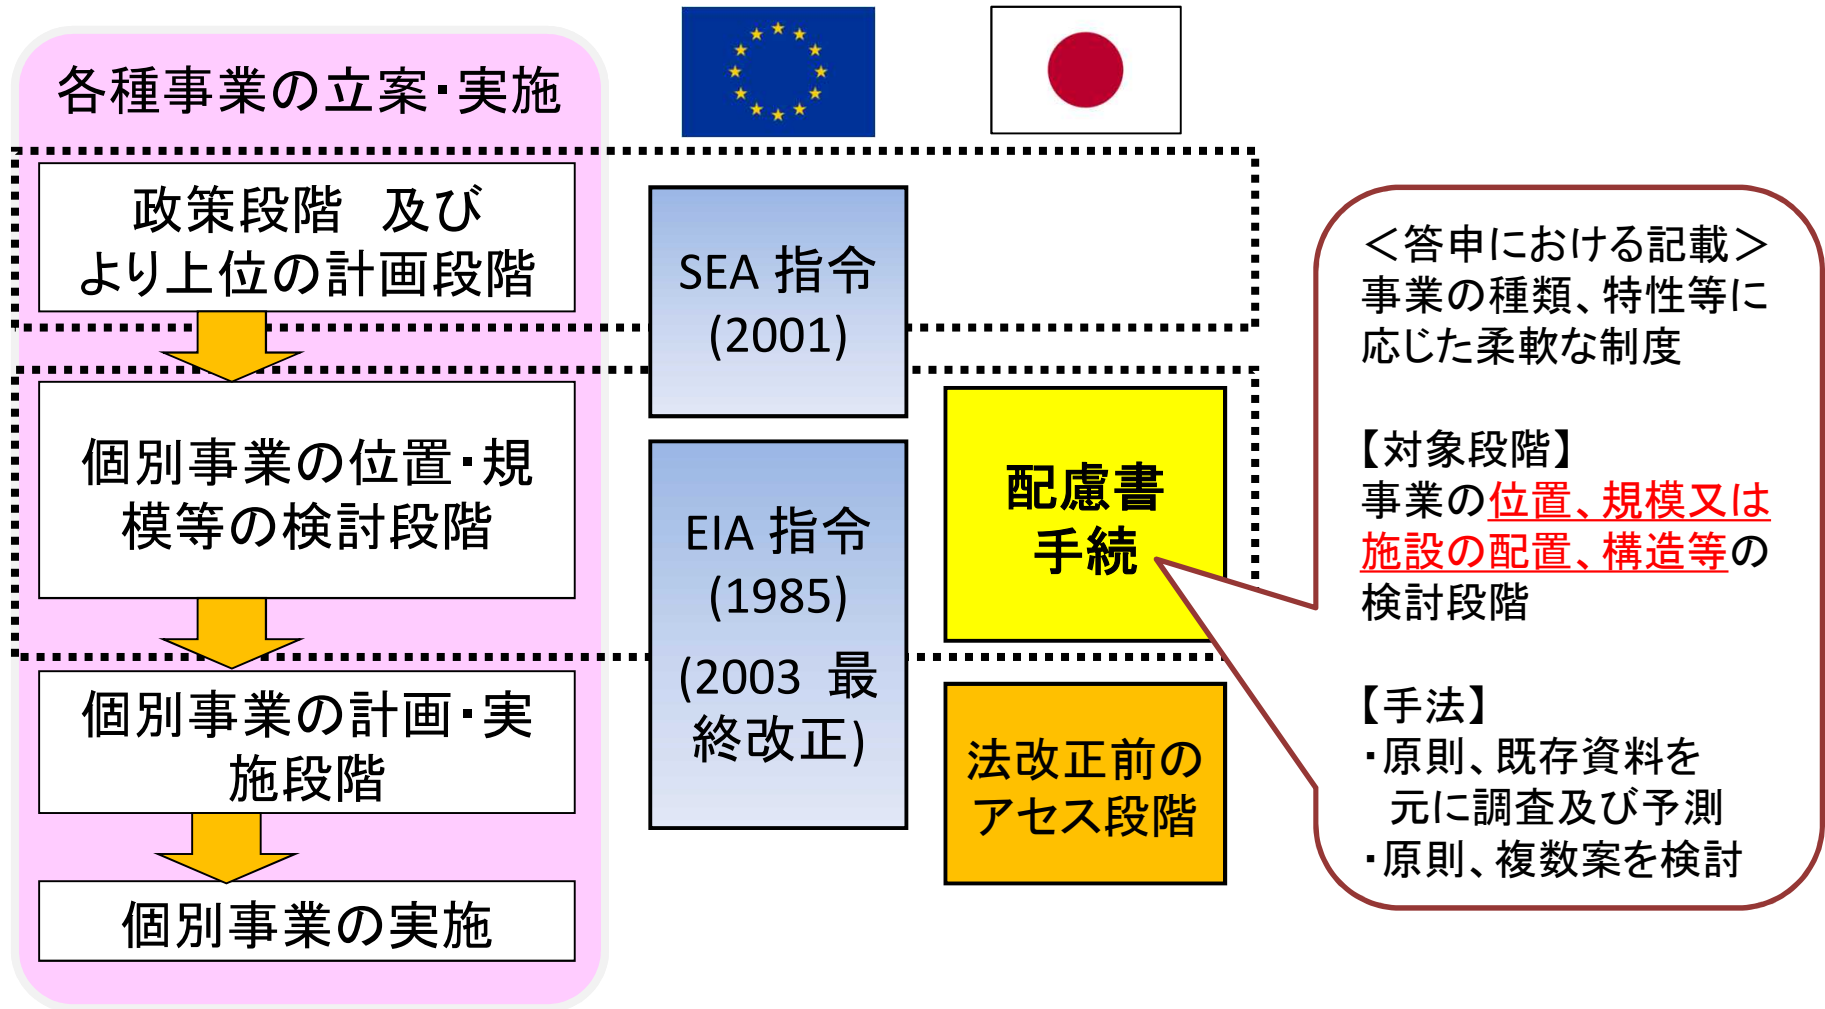 各種事業の立案・実施
政策段階　及び
より上位の計画段階
個別事業の位置・規
模等の検討段階
個別事業の計画・実
施段階
個別事業の実施
SEA 指令
(2001)
EIA 指令
(1985)
(2003 最
終改正)
配慮書
手続
法改正前の
アセス段階
＜答申における記載＞
事業の種類、特性等に
応じた柔軟な制度
【対象段階】
事業の位置、規模又は
施設の配置、構造等の
検討段階
【手法】
・原則、既存資料を
元に調査及び予測
・原則、複数案を検討